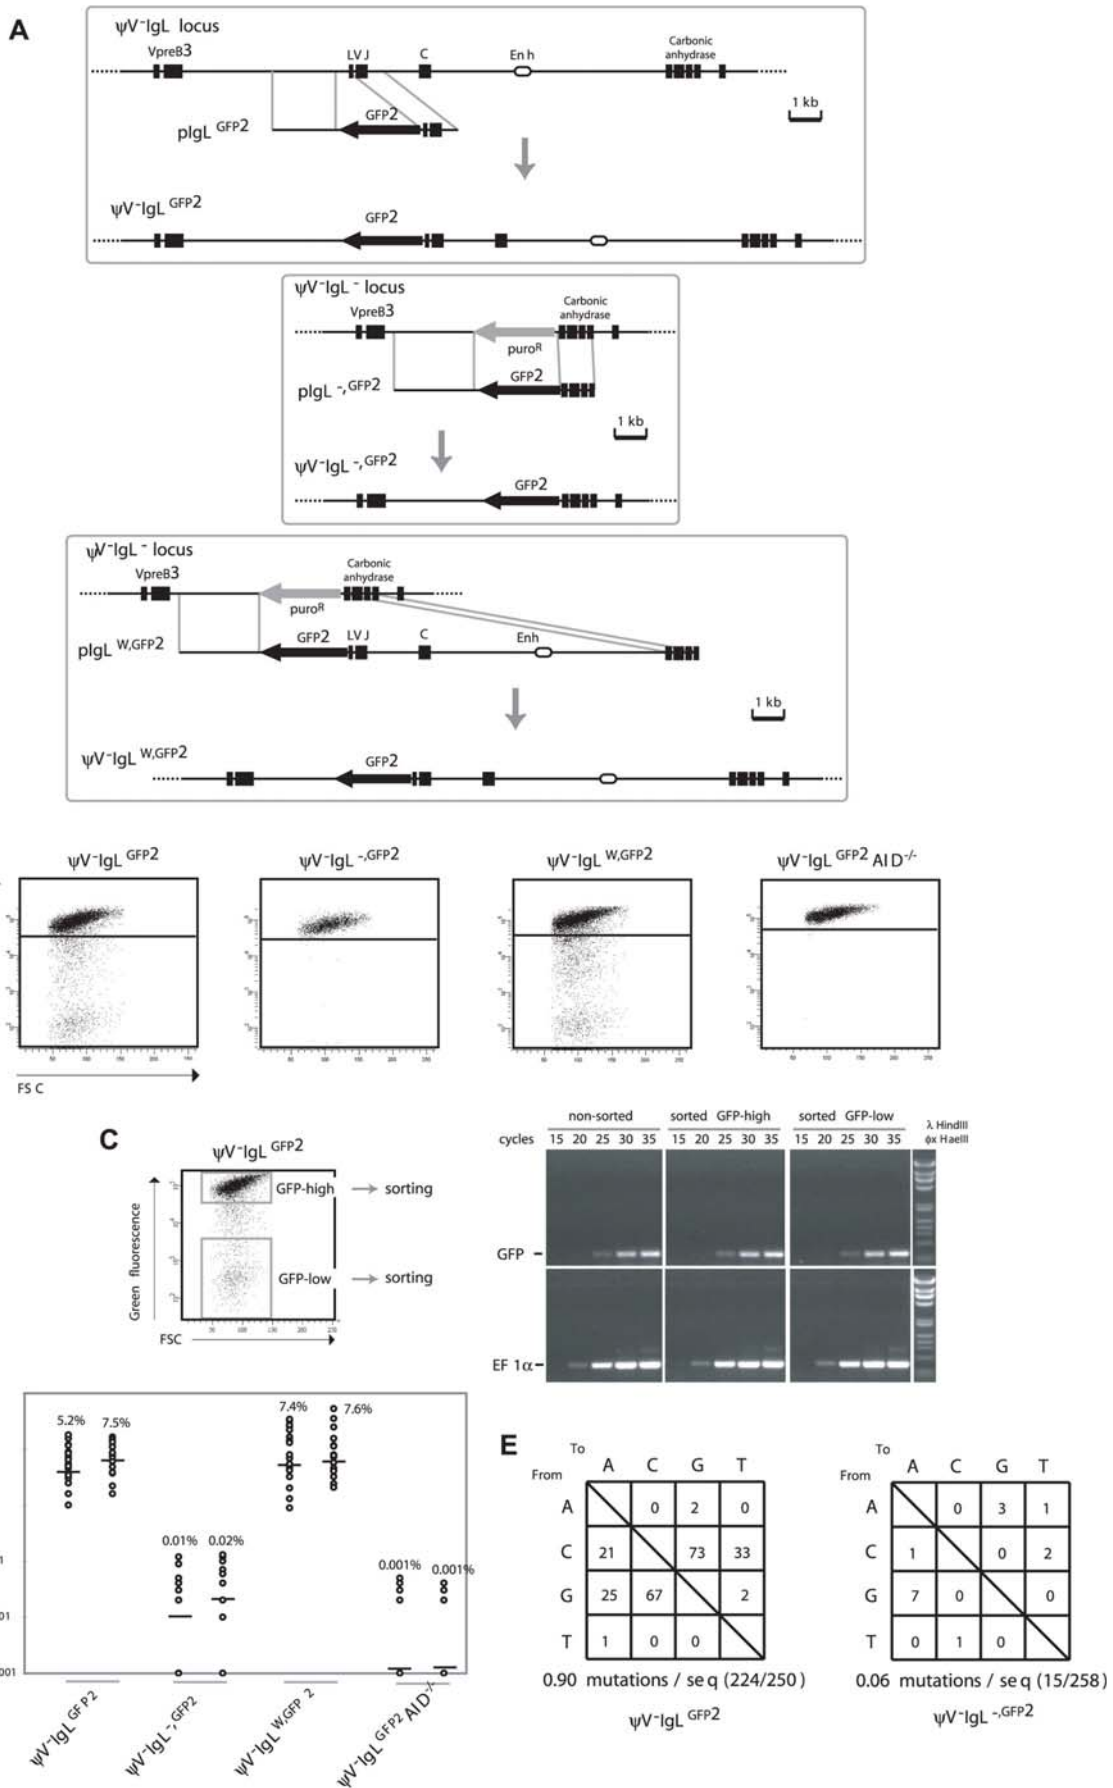 A
ψV⁻IgL locus
VpreB3
LV J
C
Enh
Carbonic
anhydrase
1 kb
pIgL GFP2
GFP2
ψV⁻IgL GFP2
GFP2
ψV⁻IgL ⁻ locus
VpreB3
Carbonic
anhydrase
puroR
pIgL -,GFP2
GFP2
1 kb
ψV⁻IgL -,GFP2
GFP2
ψV⁻IgL ⁻ locus
VpreB3
Carbonic
anhydrase
puroR
pIgL W,GFP2
GFP2
LV J
C
Enh
1 kb
ψV⁻IgL W,GFP2
GFP2
ψV⁻IgL GFP2
ψV⁻IgL -,GFP2
ψV⁻IgL W,GFP2
ψV⁻IgL GFP2 AID-/-
FSC
C
ψV⁻IgL GFP2
Green fluorescence
GFP-high
sorting
GFP-low
sorting
FSC
non-sorted
sorted GFP-high
sorted GFP-low
λ HindIII
φx HaeIII
cycles 15 20 25 30 35 15 20 25 30 35 15 20 25 30 35
GFP
EF 1α
5.2%
7.5%
0.01%
0.02%
7.4%
7.6%
0.001%
0.001%
1
01
001
ψV⁻IgL GFP2
ψV⁻IgL -,GFP2
ψV⁻IgL W,GFP2
ψV⁻IgL GFP2 AID-/-
E
To
From
A C G T
A 0 2 0
C 21 73 33
G 25 67 2
T 1 0 0
0.90 mutations / seq (224/250)
ψV⁻IgL GFP2
To
From
A C G T
A 0 3 1
C 1 0 2
G 7 0 0
T 0 1 0
0.06 mutations / seq (15/258)
ψV⁻IgL -,GFP2